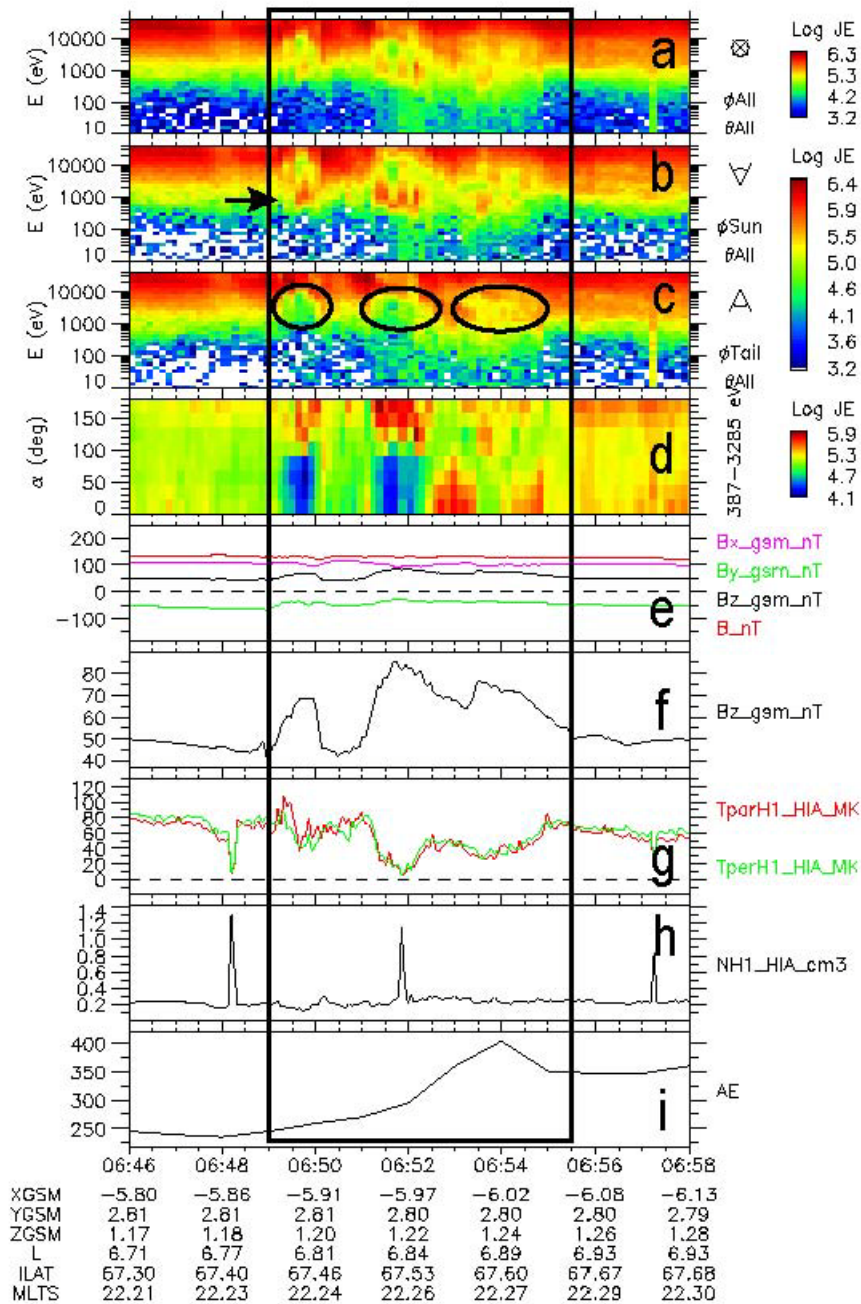 E (eV)
10000
1000
100
10
a
ΦAll
θAll
Log JE
6.3
5.3
4.2
3.2
E (eV)
10000
1000
100
10
b
ΦSun
θAll
Log JE
6.4
5.3
4.3
3.2
E (eV)
10000
1000
100
10
c
ΦTail
θAll
α (deg)
150
100
50
0
d
387-3285 eV
Log JE
5.9
5.3
4.7
4.1
200
100
0
-100
e
Bx_gsm_nT
By_gsm_nT
Bz_gsm_nT
B_nT
80
70
60
50
40
f
Bz_gsm_nT
120
100
80
60
40
20
0
g
TparH1_HIA_MK
TperH1_HIA_MK
1.4
1.2
1.0
0.8
0.6
0.4
0.2
h
NH1_HIA_cm3
400
350
300
250
i
AE
06:46 06:48 06:50 06:52 06:54 06:56 06:58
XGSM -5.80 -5.86 -5.91 -5.97 -6.02 -6.08 -6.13
YGSM 2.81 2.81 2.81 2.80 2.80 2.80 2.79
ZGSM 1.17 1.18 1.20 1.22 1.24 1.26 1.28
L 6.71 6.77 6.81 6.84 6.89 6.93 6.93
ILAT 67.30 67.40 67.46 67.53 67.60 67.67 67.68
MLTS 22.21 22.23 22.24 22.26 22.27 22.29 22.30